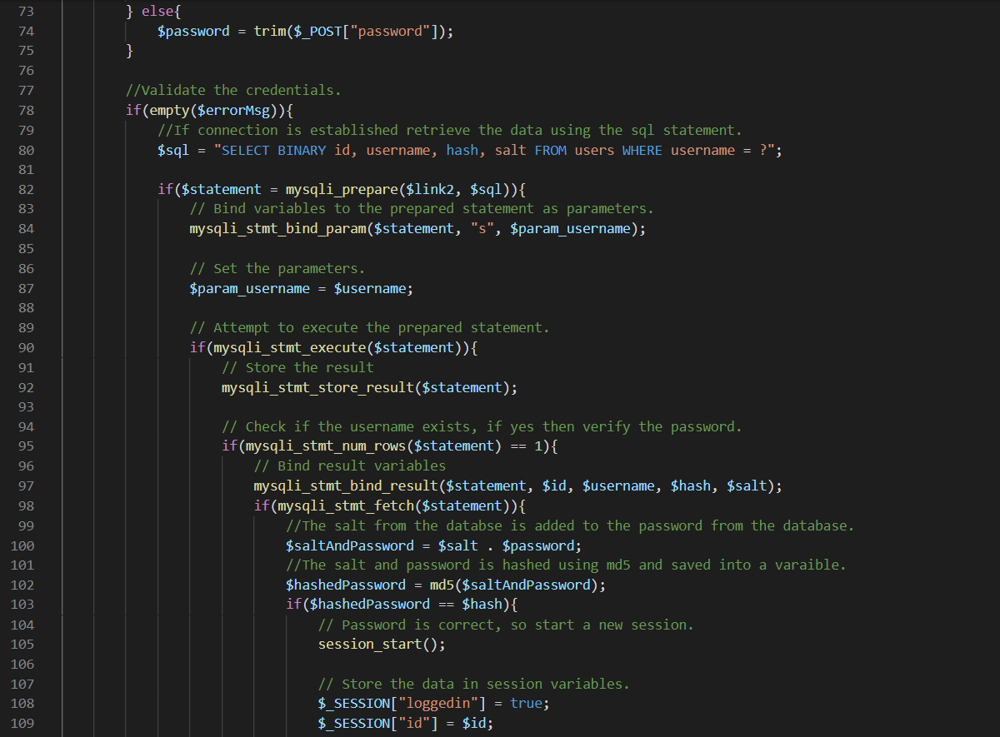 73 } else{
74 $password = trim($_POST["password"]);
75 }
76
77 //Validate the credentials.
78 if(empty($errorMsg)){
79 //If connection is established retrieve the data using the sql statement.
80 $sql = "SELECT BINARY id, username, hash, salt FROM users WHERE username = ?";
81
82 if($statement = mysqli_prepare($link2, $sql)){
83 // Bind variables to the prepared statement as parameters.
84 mysqli_stmt_bind_param($statement, "s", $param_username);
85
86 // Set the parameters.
87 $param_username = $username;
88
89 // Attempt to execute the prepared statement.
90 if(mysqli_stmt_execute($statement)){
91 // Store the result
92 mysqli_stmt_store_result($statement);
93
94 // Check if the username exists, if yes then verify the password.
95 if(mysqli_stmt_num_rows($statement) == 1){
96 // Bind result variables
97 mysqli_stmt_bind_result($statement, $id, $username, $hash, $salt);
98 if(mysqli_stmt_fetch($statement)){
99 //The salt from the databse is added to the password from the database.
100 $saltAndPassword = $salt . $password;
101 //The salt and password is hashed using md5 and saved into a varaible.
102 $hashedPassword = md5($saltAndPassword);
103 if($hashedPassword == $hash){
104 // Password is correct, so start a new session.
105 session_start();
106
107 // Store the data in session variables.
108 $_SESSION["loggedin"] = true;
109 $_SESSION["id"] = $id;